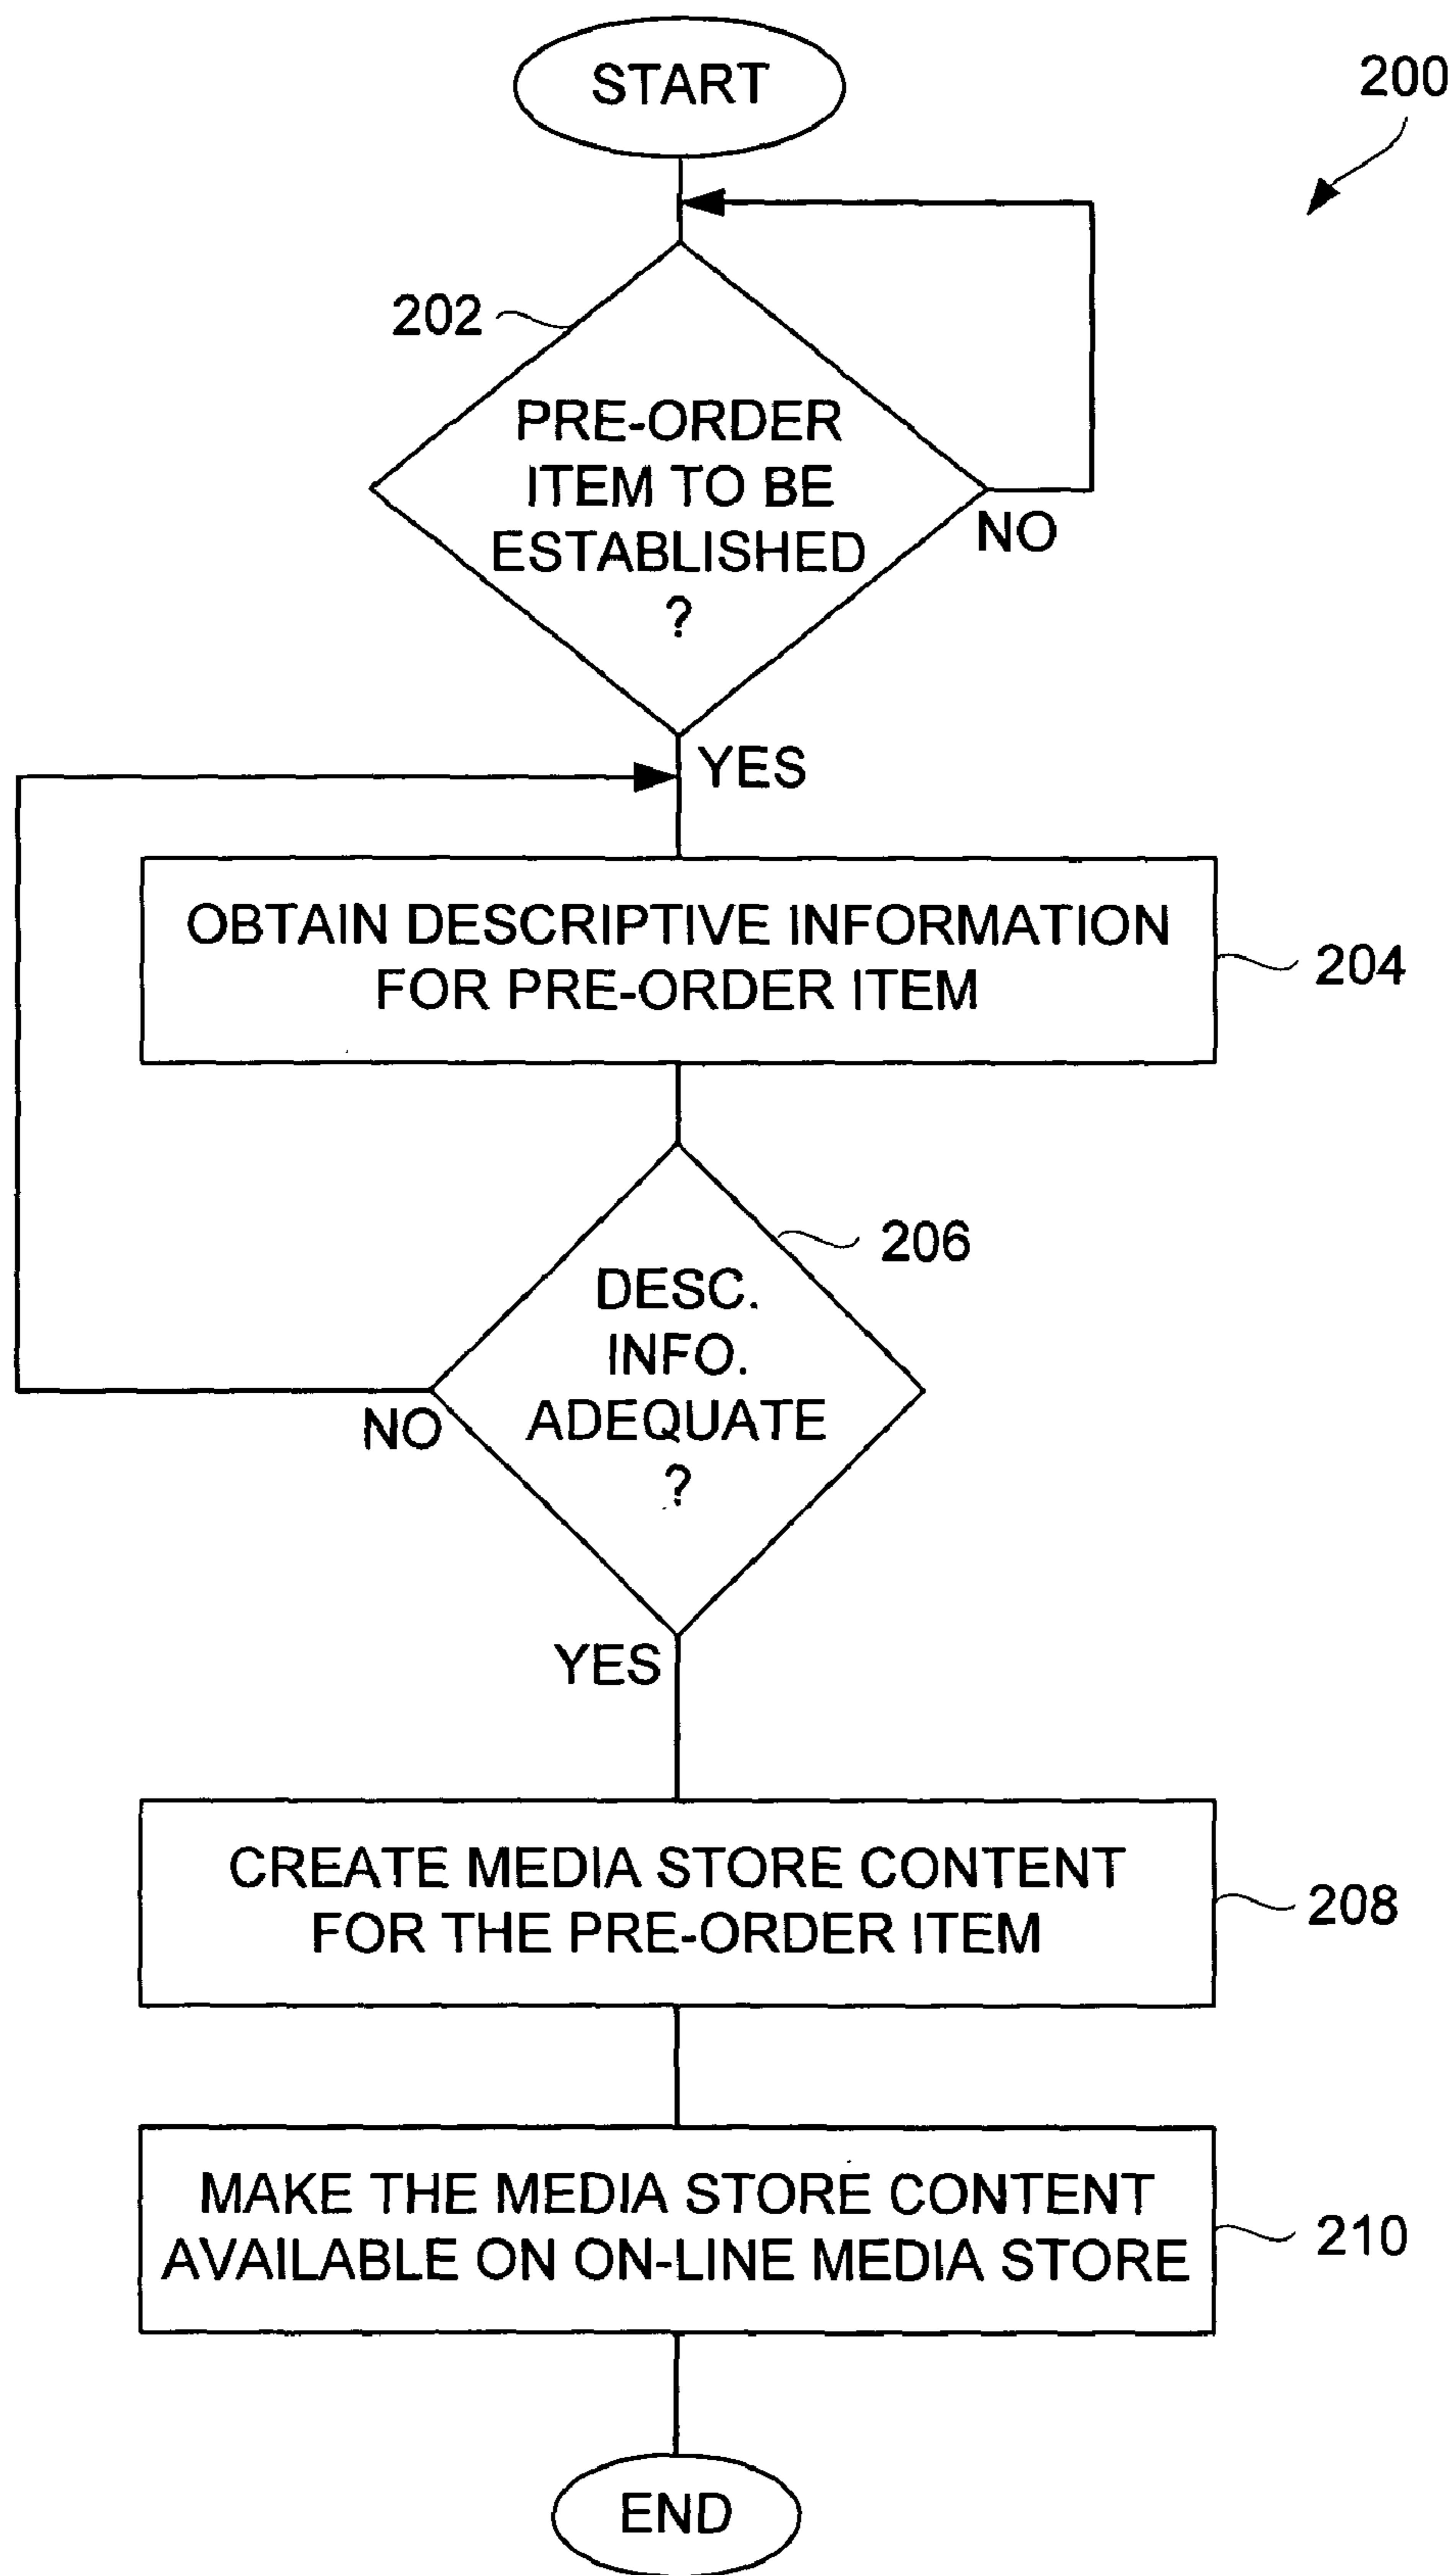 START
200
202
PRE-ORDER
ITEM TO BE
ESTABLISHED
?
NO
YES
OBTAIN DESCRIPTIVE INFORMATION
FOR PRE-ORDER ITEM
204
206
DESC.
INFO.
ADEQUATE
?
NO
YES
CREATE MEDIA STORE CONTENT
FOR THE PRE-ORDER ITEM
208
MAKE THE MEDIA STORE CONTENT
AVAILABLE ON ON-LINE MEDIA STORE
210
END